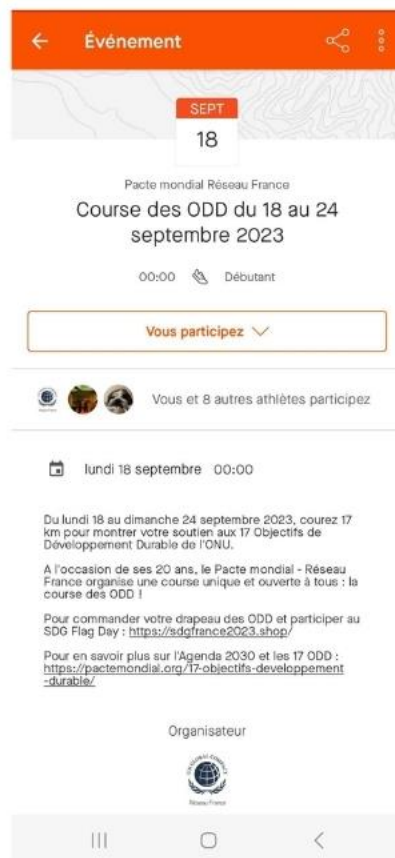 Événement
SEPT
18
Pacte mondial Réseau France
Course des ODD du 18 au 24
septembre 2023
00:00 Débutant
Vous participez
Vous et 8 autres athlètes participez
lundi 18 septembre 00:00
Du lundi 18 au dimanche 24 septembre 2023, courez 17
km pour montrer votre soutien aux 17 Objectifs de
Développement Durable de l'ONU.
A l'occasion de ses 20 ans, le Pacte mondial - Réseau
France organise une course unique et ouverte à tous : la
course des ODD !
Pour commander votre drapeau des ODD et participer au
SDG Flag Day : https://sdgfrance2023.shop/
Pour en savoir plus sur l'Agenda 2030 et les 17 ODD :
https://pactemondial.org/17-objectifs-developpement
-durable/
Organisateur
Réseau France